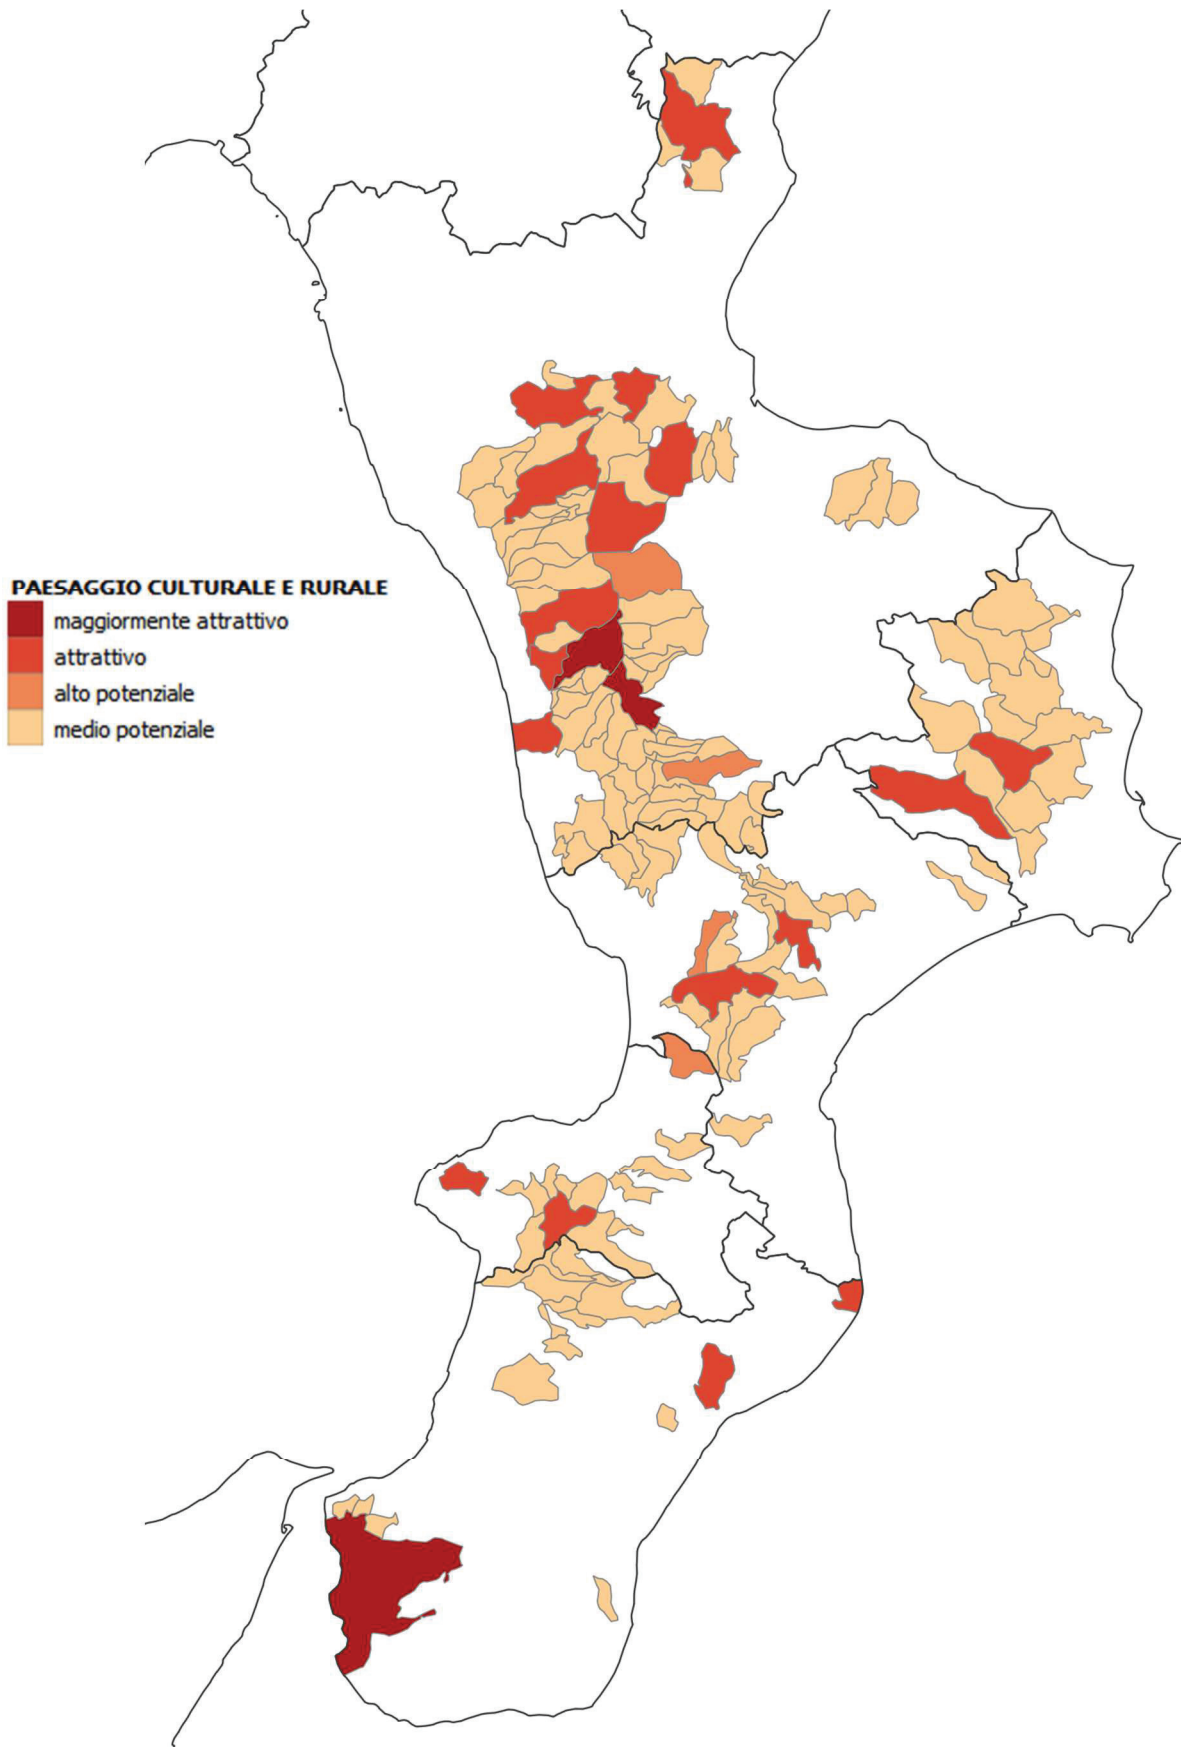 PAESAGGIO CULTURALE E RURALE
maggiormente attrattivo
attrattivo
alto potenziale
medio potenziale